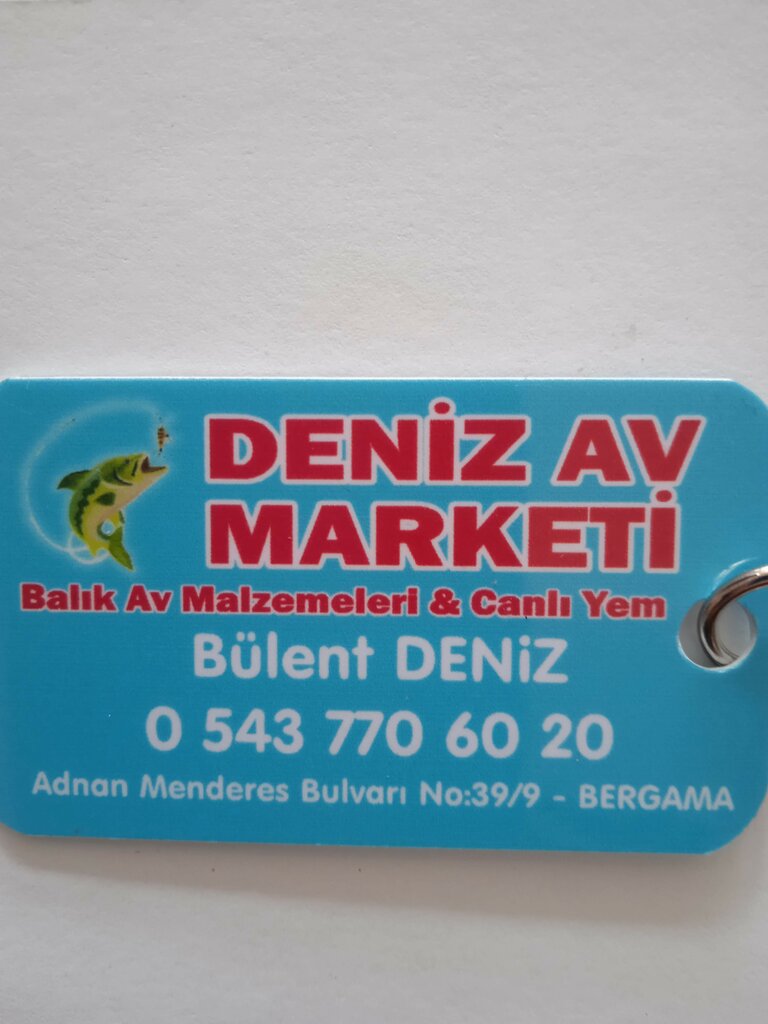 DENİZ AV
MARKETİ
Balık Av Malzemeleri & Canlı Yem
Bülent DENiZ
0 543 770 60 20
Adnan Menderes Bulvarı No:39/9 - BERGAMA